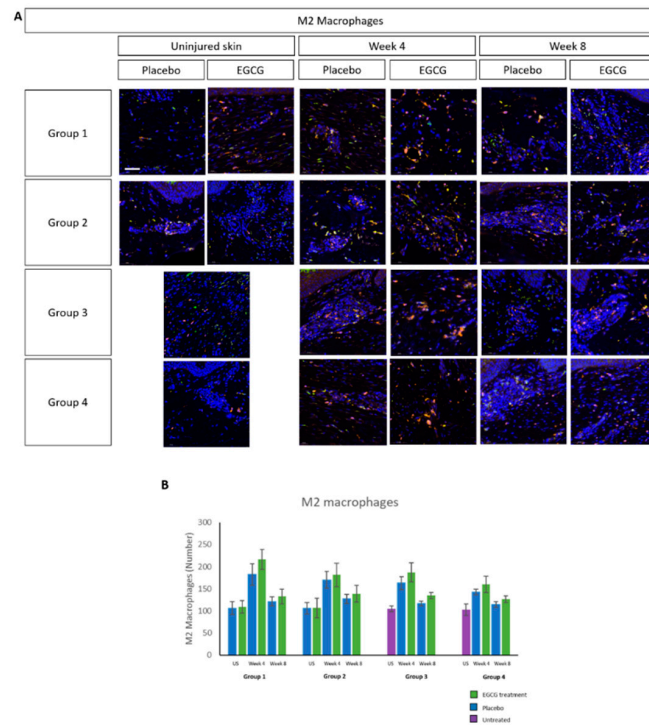 A
M2 Macrophages
Uninjured skin Week 4 Week 8
Placebo EGCG Placebo EGCG Placebo EGCG
Group 1
Group 2
Group 3
Group 4
B
M2 macrophages
M2 Macrophages (Number)
300
250
200
150
100
50
0
US Week 4 Week 8 US Week 4 Week 8 US Week 4 Week 8 US Week 4 Week 8
Group 1 Group 2 Group 3 Group 4
EGCG treatment
Placebo
Untreated